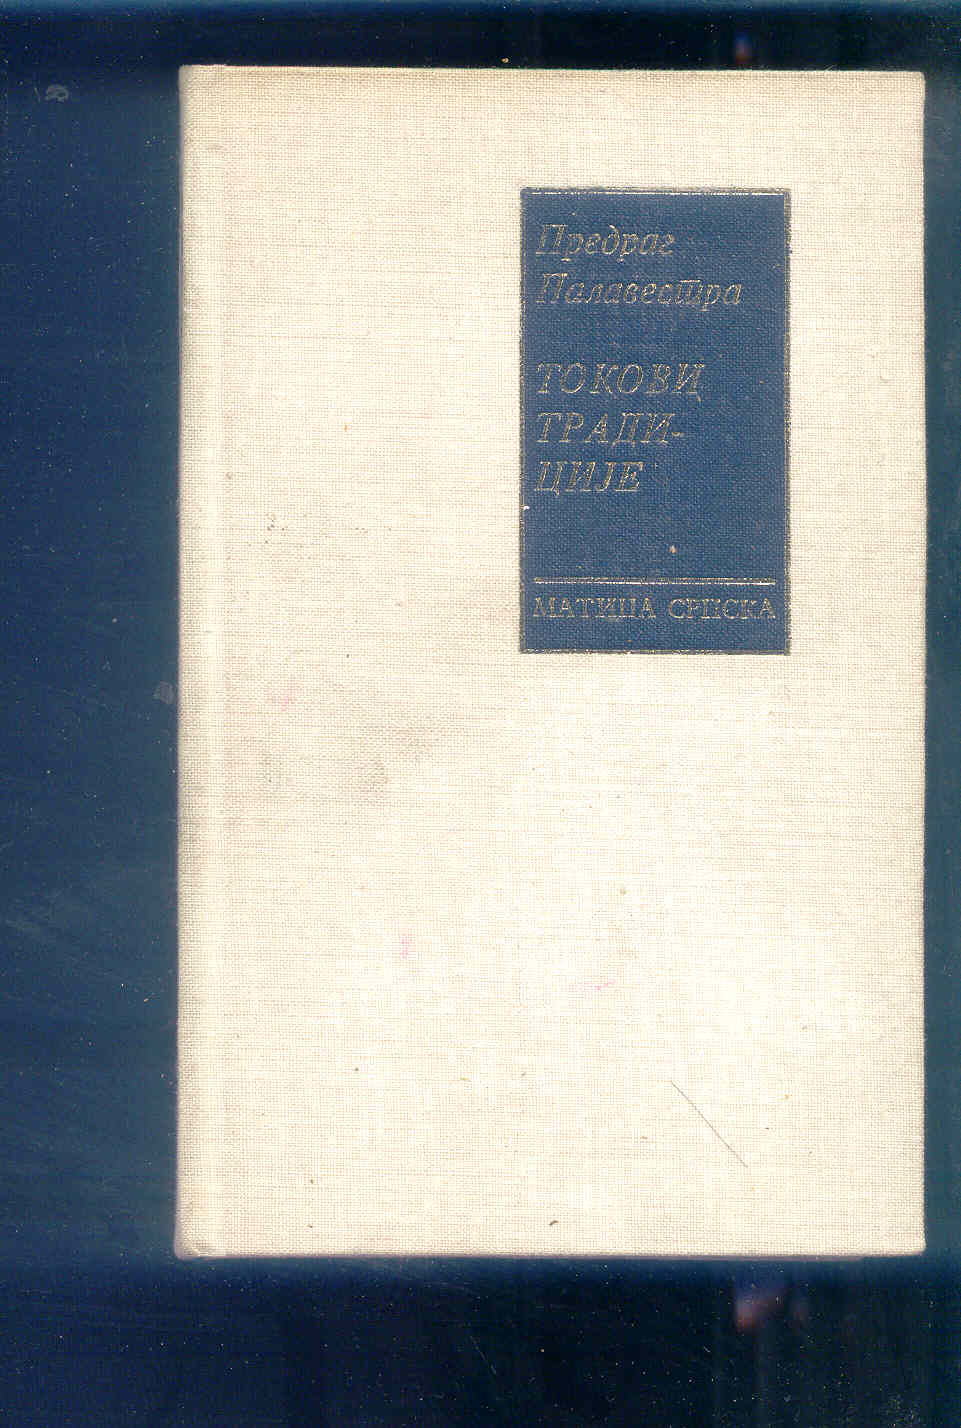 Предраг
Палавестра
ТОКОВИ
ТРАДИ-
ЦИЈЕ
МАТИЦА СРПСКА